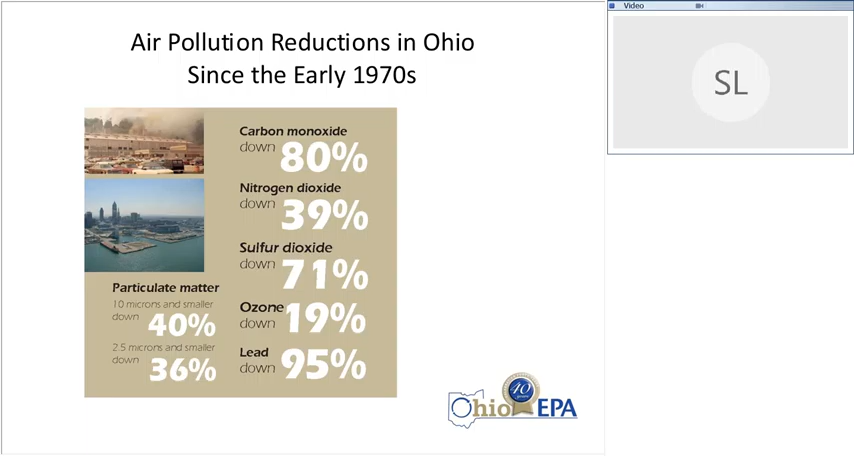 Air Pollution Reductions in Ohio
Since the Early 1970s
Carbon monoxide
down 80%
Nitrogen dioxide
down 39%
Sulfur dioxide
down 71%
Ozone
down 19%
Lead
down 95%
Particulate matter
10 microns and smaller
down 40%
2.5 microns and smaller
down 36%
Ohio EPA
40
years
Video
SL